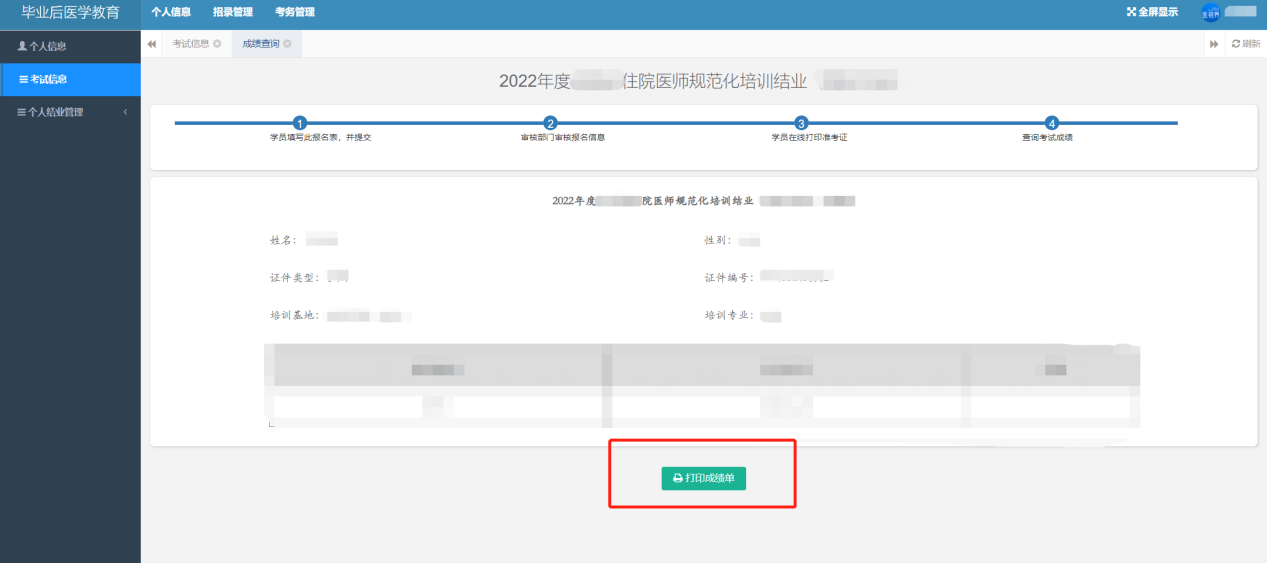 毕业后医学教育 个人信息 招录管理 考务管理 全屏显示
个人信息 考试信息 成绩查询 刷新
考试信息
个人结业管理
2022年度 住院医师规范化培训结业
1 2 3 4
学员填写此报名表，并提交 审核部门审核报名信息 学员在线打印准考证 查询考试成绩
2022年度 院医师规范化培训结业
姓名： 性别：
证件类型： 证件编号：
培训基地： 培训专业：
打印成绩单